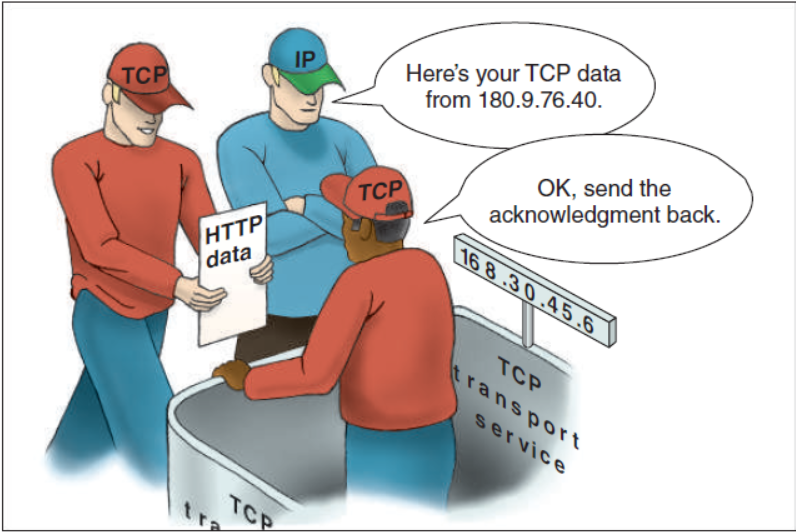 TCP
IP
Here's your TCP data
from 180.9.76.40.
TCP
OK, send the
acknowledgment back.
HTTP
data
168.30.45.6
TCP
transport
service
TCP